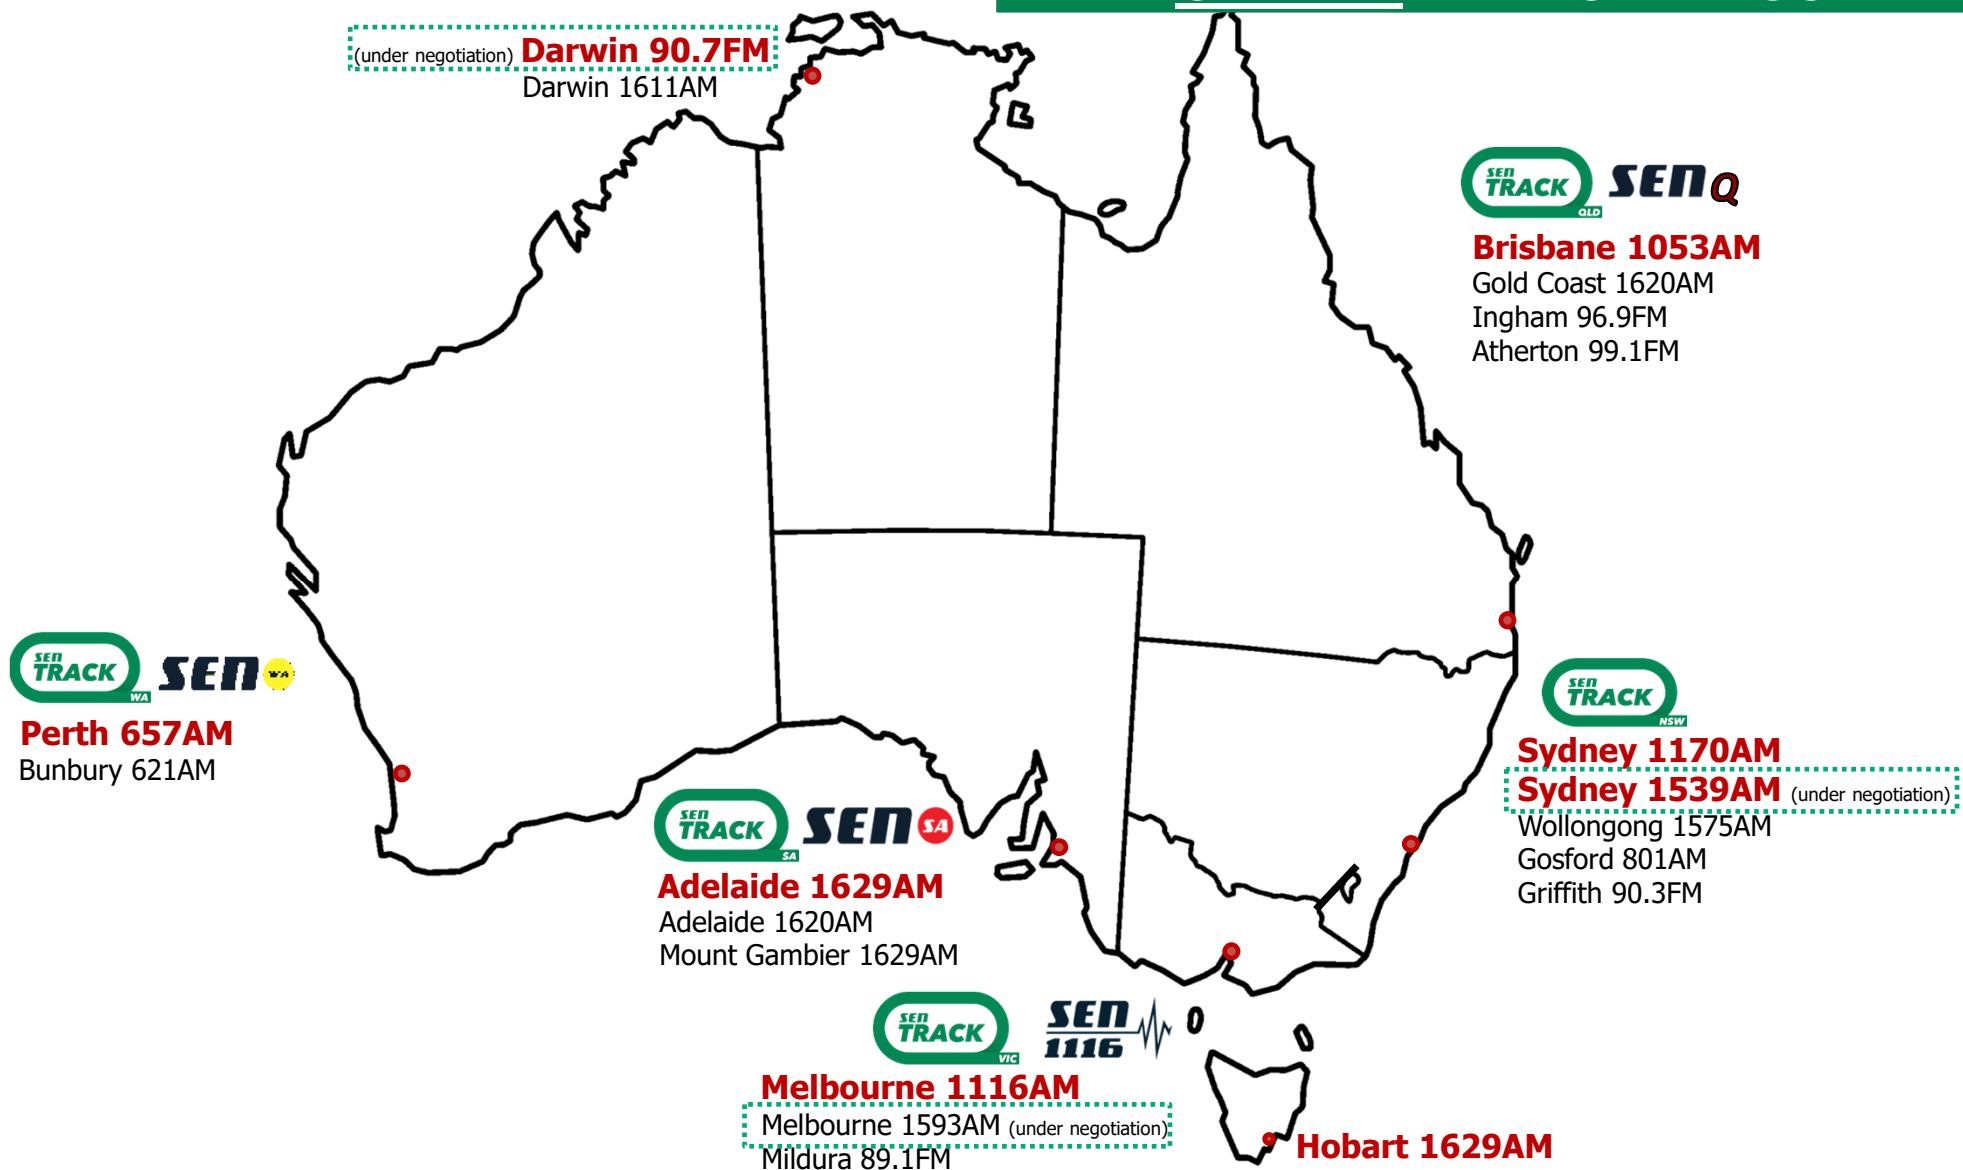 (under negotiation) Darwin 90.7FM
Darwin 1611AM
SEN
TRACK
QLD
SEN Q
Brisbane 1053AM
Gold Coast 1620AM
Ingham 96.9FM
Atherton 99.1FM
SEN
TRACK
WA
SEN WA
Perth 657AM
Bunbury 621AM
SEN
TRACK
NSW
Sydney 1170AM
Sydney 1539AM (under negotiation)
Wollongong 1575AM
Gosford 801AM
Griffith 90.3FM
SEN
TRACK
SA
SEN SA
Adelaide 1629AM
Adelaide 1620AM
Mount Gambier 1629AM
SEN
TRACK
VIC
SEN
1116
Melbourne 1116AM
Melbourne 1593AM (under negotiation)
Mildura 89.1FM
Hobart 1629AM